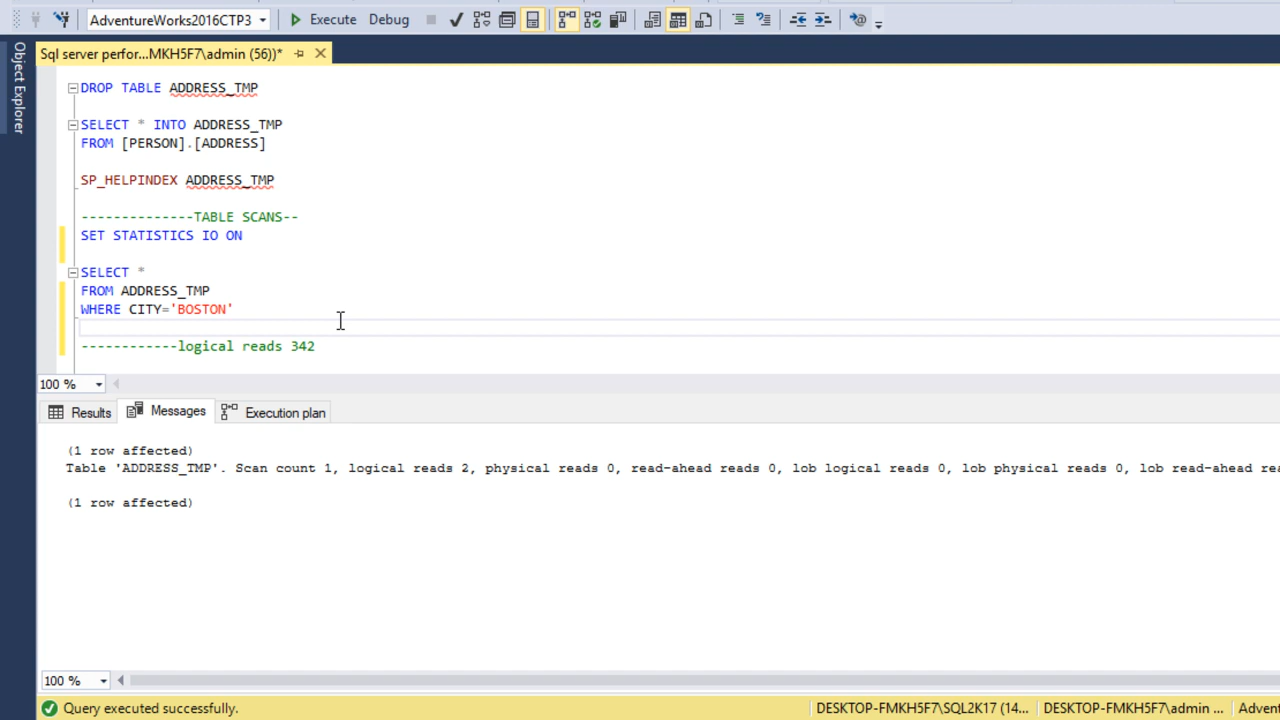 AdventureWorks2016CTP3
Execute
Debug
Object Explorer
Sql server perfor...MKH5F7\admin (56))*
DROP TABLE ADDRESS_TMP
SELECT * INTO ADDRESS_TMP
FROM [PERSON].[ADDRESS]
SP_HELPINDEX ADDRESS_TMP
--------------TABLE SCANS--
SET STATISTICS IO ON
SELECT *
FROM ADDRESS_TMP
WHERE CITY='BOSTON'
------------logical reads 342
100 %
Results
Messages
Execution plan
(1 row affected)
Table 'ADDRESS_TMP'. Scan count 1, logical reads 2, physical reads 0, read-ahead reads 0, lob logical reads 0, lob physical reads 0, lob read-ahead rea
(1 row affected)
100 %
Query executed successfully.
DESKTOP-FMKH5F7\SQL2K17 (14...
DESKTOP-FMKH5F7\admin ...
Advent